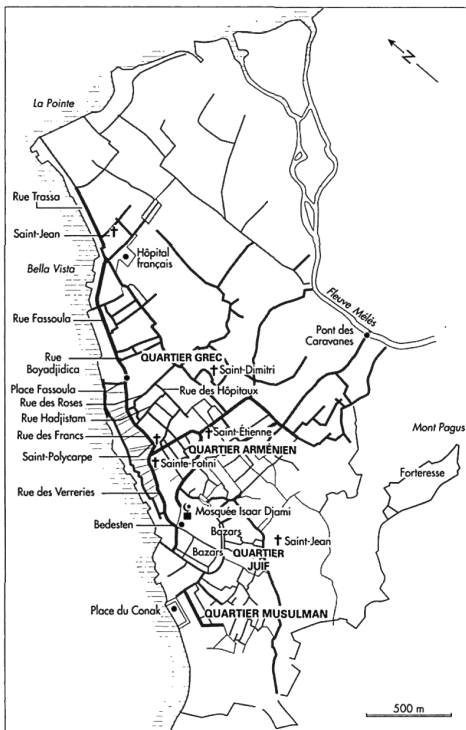 N
La Pointe
Rue Trassa
Saint-Jean
Hôpital
français
Bella Vista
Fleuve Mélès
Rue Fassoula
Pont des
Caravanes
Rue
Boyadjidica
QUARTIER GREC
Saint-Dimitri
Place Fassoula
Rue des Hôpitaux
Rue des Roses
Rue Hadjistam
Rue des Francs
Saint-Étienne
Mont Pagus
QUARTIER ARMÉNIEN
Saint-Polycarpe
Sainte-Fotini
Forteresse
Rue des Verreries
Mosquée Isaar Djami
Bedesten
Bazars
Saint-Jean
Bazars
QUARTIER
JUIF
Place du Conak
QUARTIER MUSULMAN
500 m